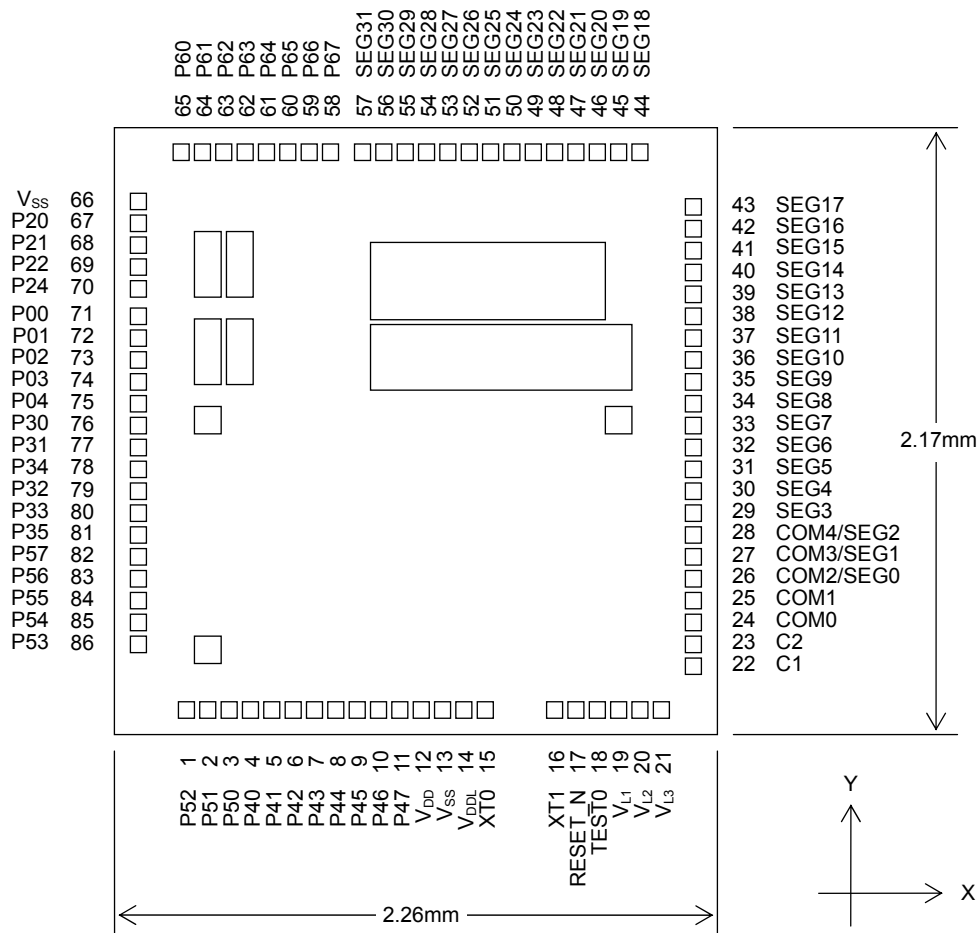 65 P60
64 P61
63 P62
62 P63
61 P64
60 P65
59 P66
58 P67
57 SEG31
56 SEG30
55 SEG29
54 SEG28
53 SEG27
52 SEG26
51 SEG25
50 SEG24
49 SEG23
48 SEG22
47 SEG21
46 SEG20
45 SEG19
44 SEG18
VSS 66
P20 67
P21 68
P22 69
P24 70
P00 71
P01 72
P02 73
P03 74
P04 75
P30 76
P31 77
P34 78
P32 79
P33 80
P35 81
P57 82
P56 83
P55 84
P54 85
P53 86
43 SEG17
42 SEG16
41 SEG15
40 SEG14
39 SEG13
38 SEG12
37 SEG11
36 SEG10
35 SEG9
34 SEG8
33 SEG7
32 SEG6
31 SEG5
30 SEG4
29 SEG3
28 COM4/SEG2
27 COM3/SEG1
26 COM2/SEG0
25 COM1
24 COM0
23 C2
22 C1
2.17mm
P52 1
P51 2
P50 3
P40 4
P41 5
P42 6
P43 7
P44 8
P45 9
P46 10
P47 11
VDD 12
VSS 13
VDDL 14
XT0 15
XT1 16
RESET_N 17
TEST0 18
VL1 19
VL2 20
VL3 21
2.26mm
Y
X